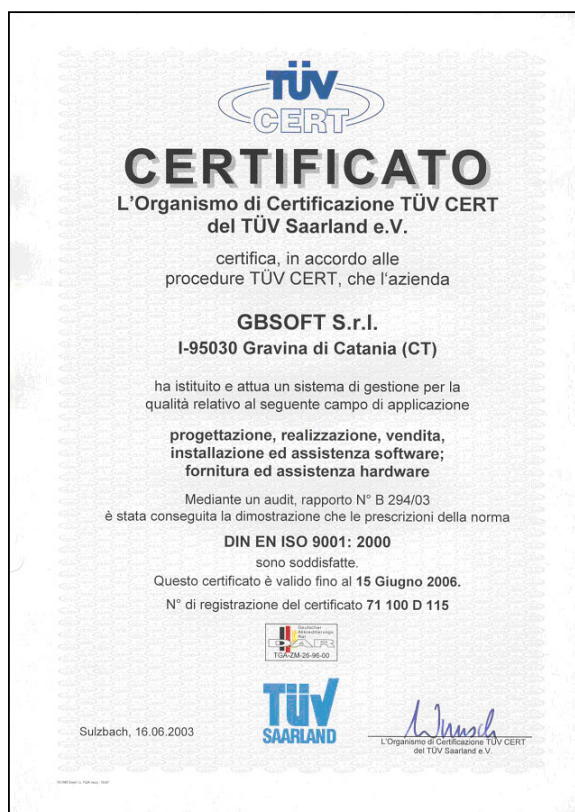 TÜV
CERT
CERTIFICATO
L'Organismo di Certificazione TÜV CERT
del TÜV Saarland e.V.
certifica, in accordo alle
procedure TÜV CERT, che l'azienda
GBSOFT S.r.l.
I-95030 Gravina di Catania (CT)
ha istituito e attua un sistema di gestione per la
qualità relativo al seguente campo di applicazione
progettazione, realizzazione, vendita,
installazione ed assistenza software;
fornitura ed assistenza hardware
Mediante un audit, rapporto N° B 294/03
è stata conseguita la dimostrazione che le prescrizioni della norma
DIN EN ISO 9001: 2000
sono soddisfatte.
Questo certificato è valido fino al 15 Giugno 2006.
N° di registrazione del certificato 71 100 D 115
Deutscher
Akkreditierungs
Rat
DAR
TGA-ZM-26-96-00
TÜV
SAARLAND
Sulzbach, 16.06.2003
L'Organismo di Certificazione TÜV CERT
del TÜV Saarland e.V.